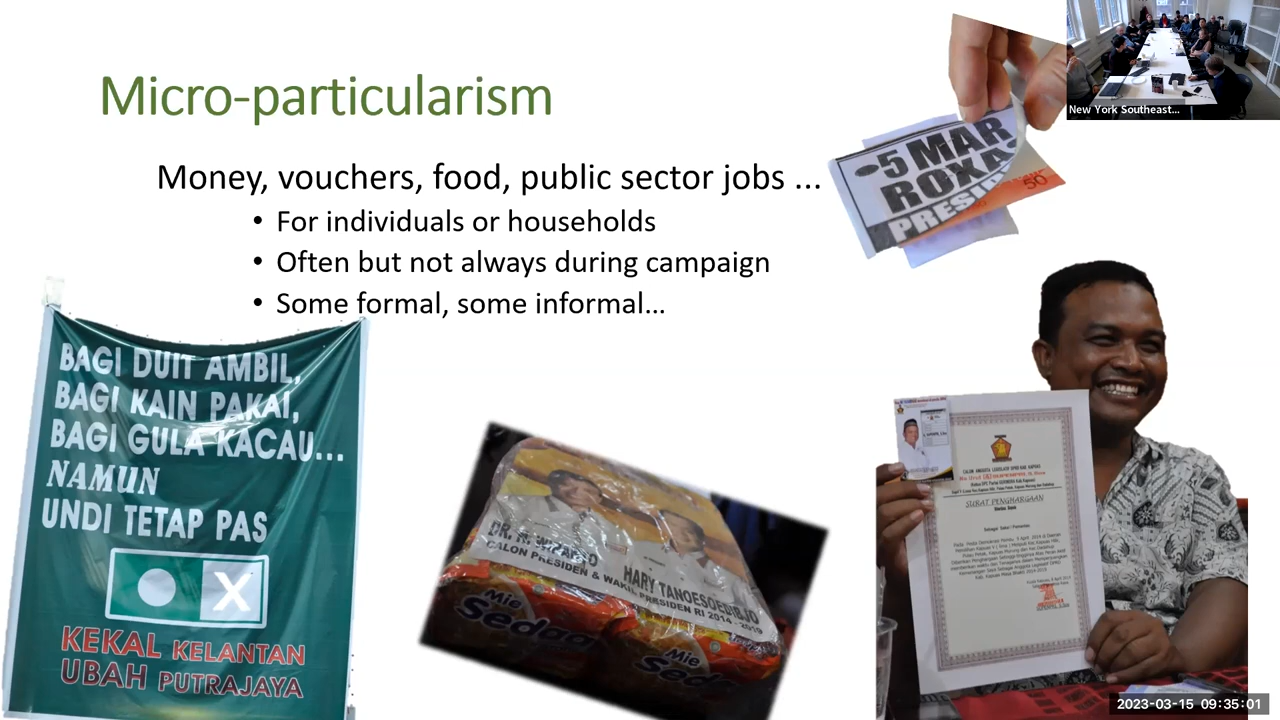 Micro-particularism
New York Southeast...
Money, vouchers, food, public sector jobs ...
• For individuals or households
• Often but not always during campaign
• Some formal, some informal...
-5 MAR
ROXA
PRESID
50
BAGI DUIT AMBIL,
BAGI KAIN PAKAI,
BAGI GULA KACAU...
NAMUN
UNDI TETAP PAS
X
KEKAL KELANTAN
UBAH PUTRAJAYA
DR. H. WIRANTO
HARY TANOESOEDIBJO
CALON PRESIDEN & WAKIL PRESIDEN RI 2014 - 2019
Mie
Sedaa
Mie
Sed
SURAT PENGHARGAAN
2023-03-15 09:35:01